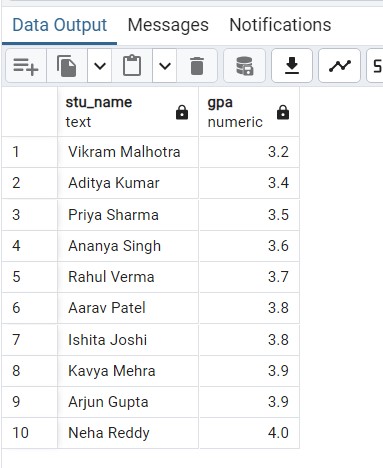 Data Output Messages Notifications
S
stu_name gpa
text numeric
1 Vikram Malhotra 3.2
2 Aditya Kumar 3.4
3 Priya Sharma 3.5
4 Ananya Singh 3.6
5 Rahul Verma 3.7
6 Aarav Patel 3.8
7 Ishita Joshi 3.8
8 Kavya Mehra 3.9
9 Arjun Gupta 3.9
10 Neha Reddy 4.0